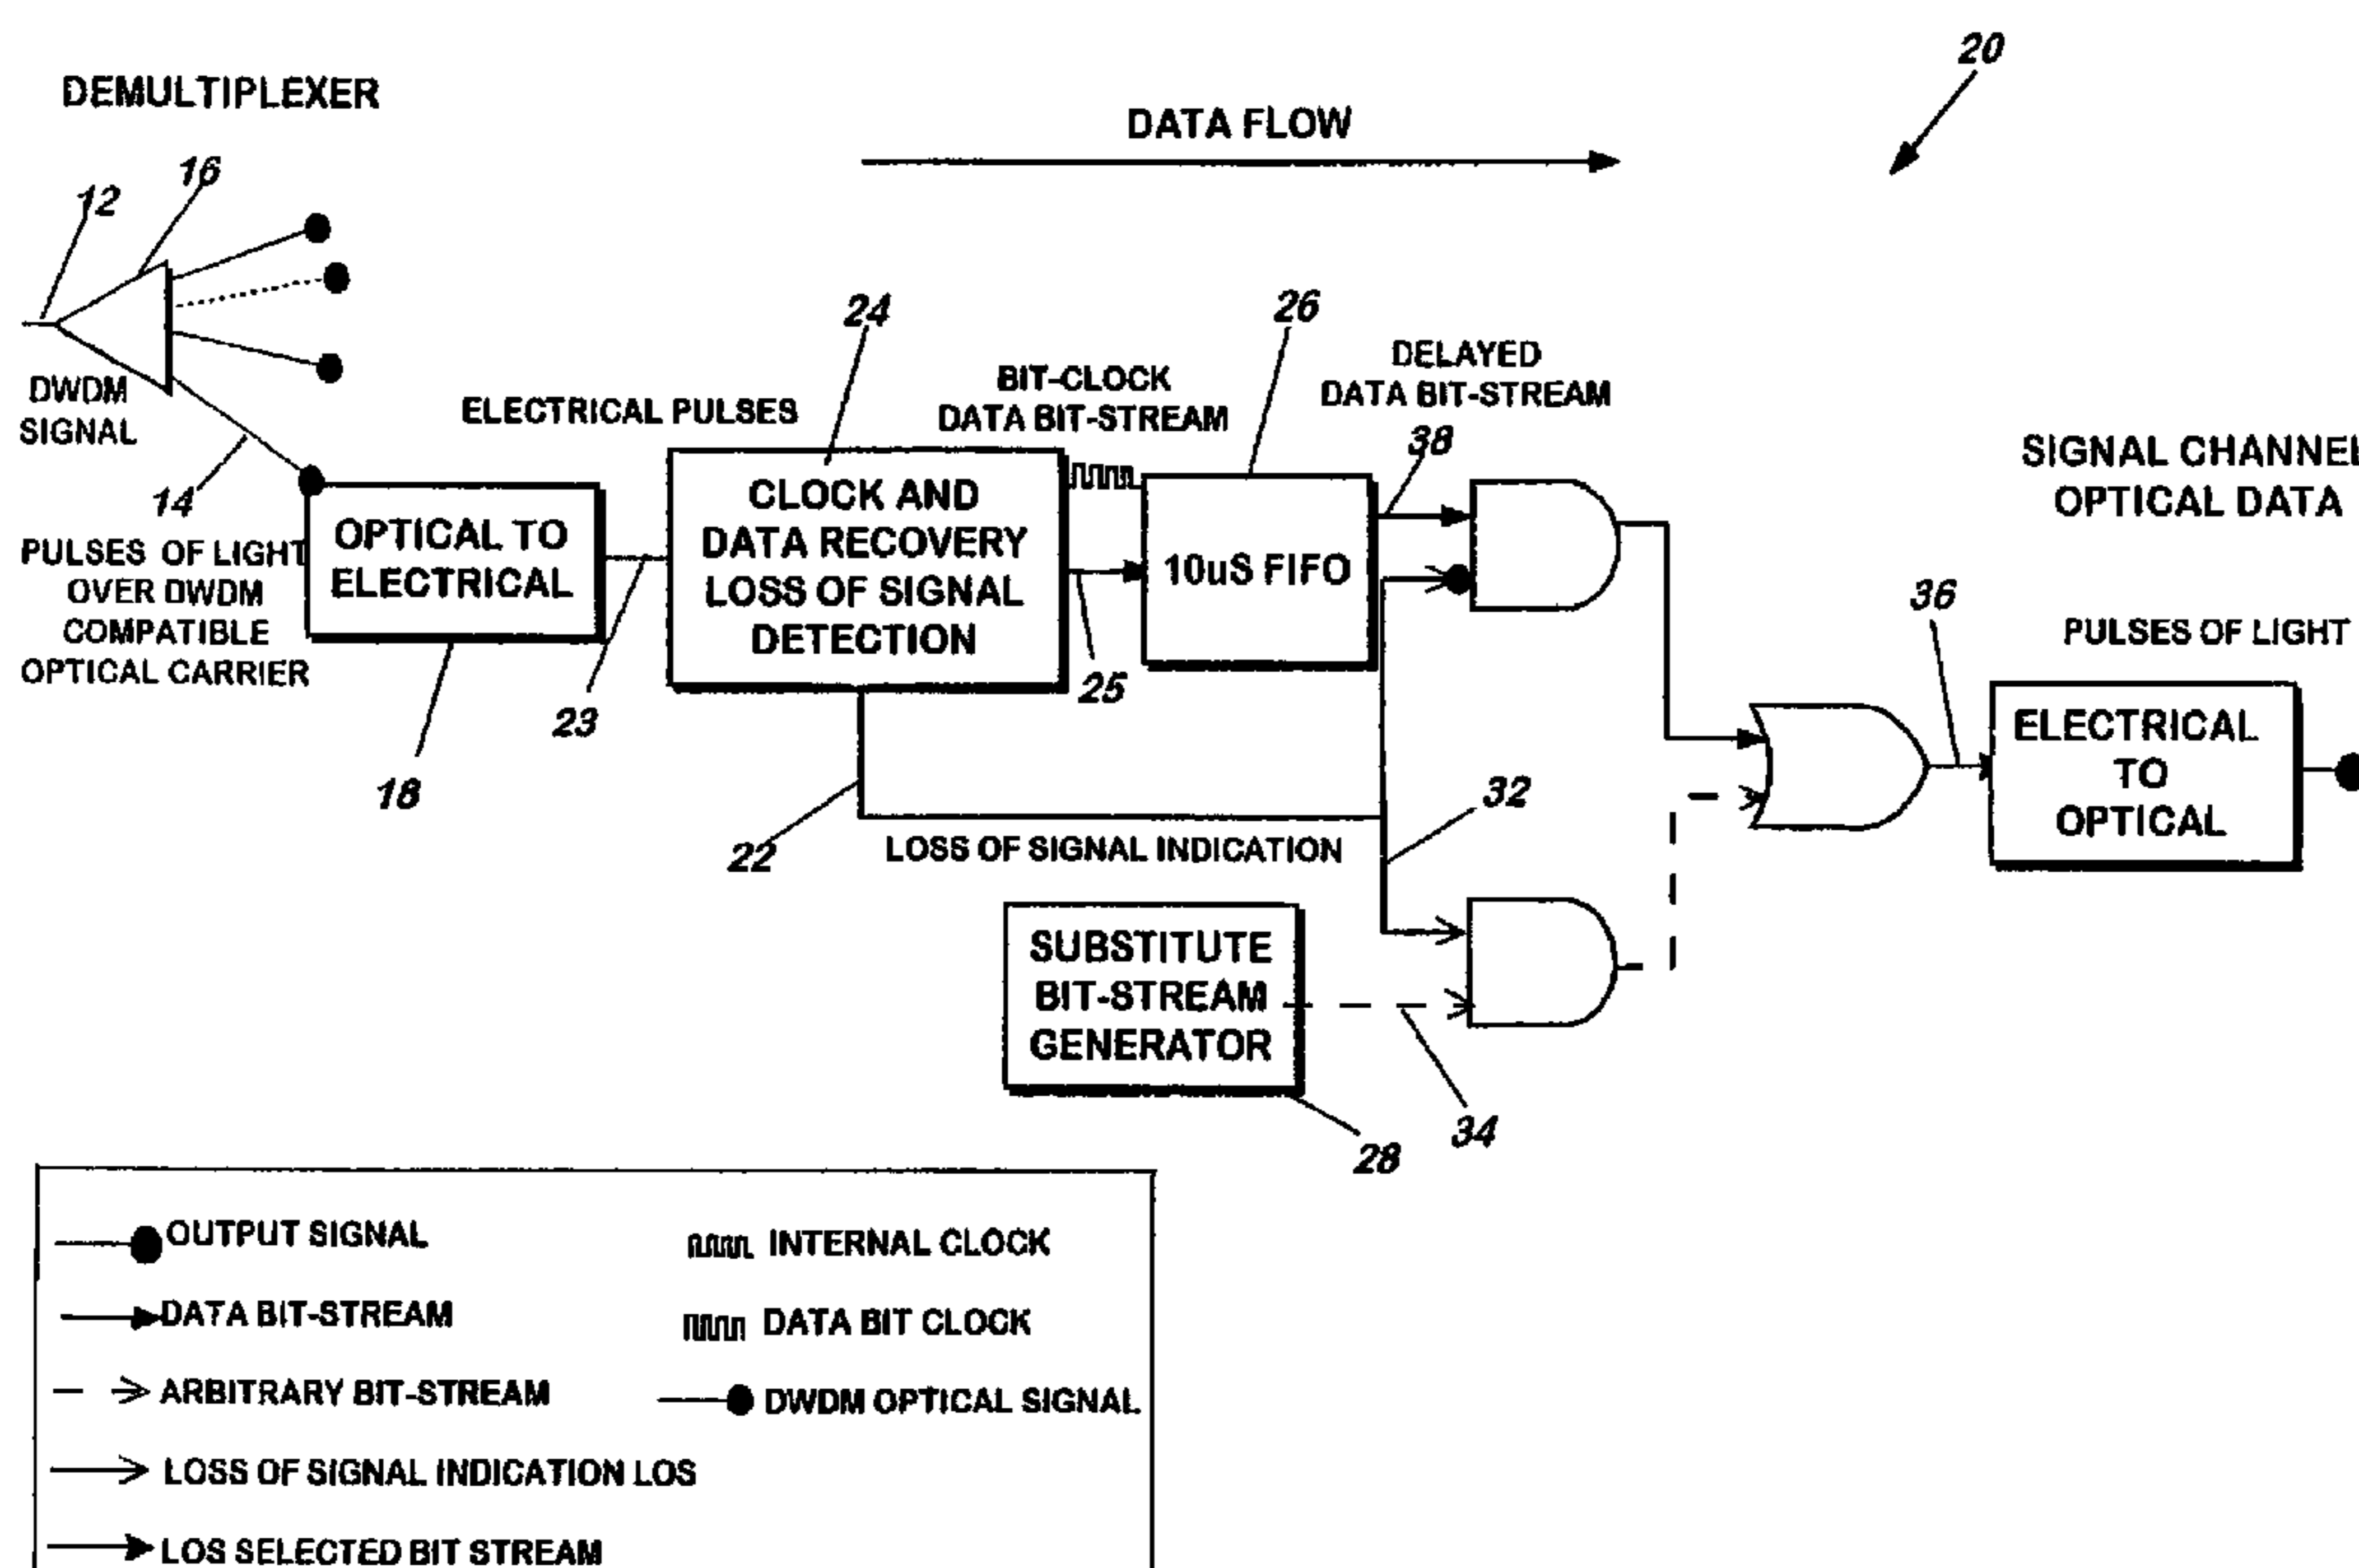 20
DEMULTIPLEXER
DATA FLOW
16
12
24
26
DELAYED
DATA BIT-STREAM
BIT-CLOCK
DATA BIT-STREAM
DWDM
SIGNAL
ELECTRICAL PULSES
38
SIGNAL CHANNEL
OPTICAL DATA
14
PULSES OF LIGHT
OVER DWDM
COMPATIBLE
OPTICAL CARRIER
OPTICAL TO
ELECTRICAL
CLOCK AND
DATA RECOVERY
LOSS OF SIGNAL
DETECTION
10uS FIFO
36
PULSES OF LIGHT
25
23
18
ELECTRICAL
TO
OPTICAL
32
22
LOSS OF SIGNAL INDICATION
SUBSTITUTE
BIT-STREAM
GENERATOR
34
28
OUTPUT SIGNAL
INTERNAL CLOCK
DATA BIT-STREAM
DATA BIT CLOCK
ARBITRARY BIT-STREAM
DWDM OPTICAL SIGNAL
LOSS OF SIGNAL INDICATION LOS
LOS SELECTED BIT STREAM